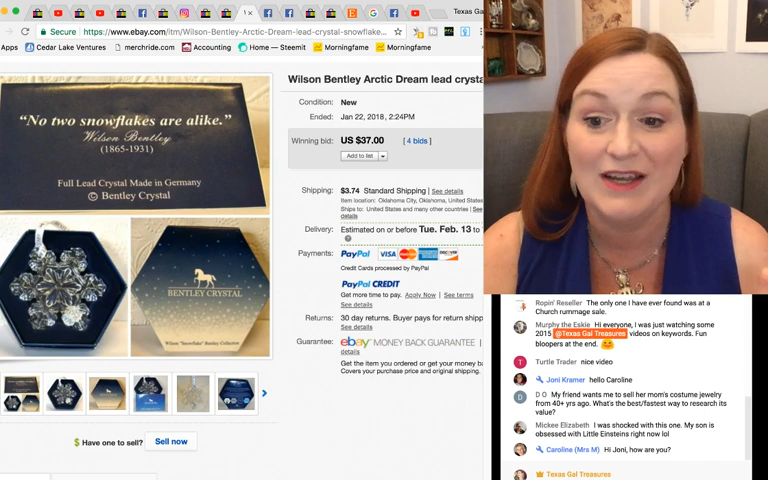 Texas Gal
Secure https://www.ebay.com/itm/Wilson-Bentley-Arctic-Dream-lead-crystal-snowflake...
Apps Cedar Lake Ventures merchride.com Accounting Home — Steemit Morningfame Morningfame
Wilson Bentley Arctic Dream lead crysta
Condition: New
Ended: Jan 22, 2018 , 2:24PM
Winning bid: US $37.00 [ 4 bids ]
Add to list
Shipping: $3.74 Standard Shipping | See details
Item location: Oklahoma City, Oklahoma, United States
Ships to: United States and many other countries | See
details
Delivery: Estimated on or before Tue. Feb. 13 to
Payments: PayPal VISA MasterCard AMERICAN EXPRESS DISCOVER
Credit Cards processed by PayPal
PayPal CREDIT
Get more time to pay. Apply Now | See terms
See details
Returns: 30 day returns. Buyer pays for return shipp
See details
Guarantee: ebay MONEY BACK GUARANTEE |
details
Get the item you ordered or get your money b
Covers your purchase price and original shipping.
“No two snowflakes are alike.”
Wilson Bentley
(1865-1931)
Full Lead Crystal Made in Germany
© Bentley Crystal
BENTLEY CRYSTAL
Wilson "Snowflake" Bentley Collection
$ Have one to sell? Sell now
Ropin' Reseller The only one I have ever found was at a
Church rummage sale.
Murphy the Eskie Hi everyone, I was just watching some
2015 @Texas Gal Treasures videos on keywords. Fun
bloopers at the end.
T Turtle Trader nice video
Joni Kramer hello Caroline
D D O My friend wants me to sell her mom's costume jewelry
from 40+ yrs ago. What's the best/fastest way to research its
value?
Mickee Elizabeth I was shocked with this one. My son is
obsessed with Little Einsteins right now lol
Caroline (Mrs M) Hi Joni, how are you?
Texas Gal Treasures